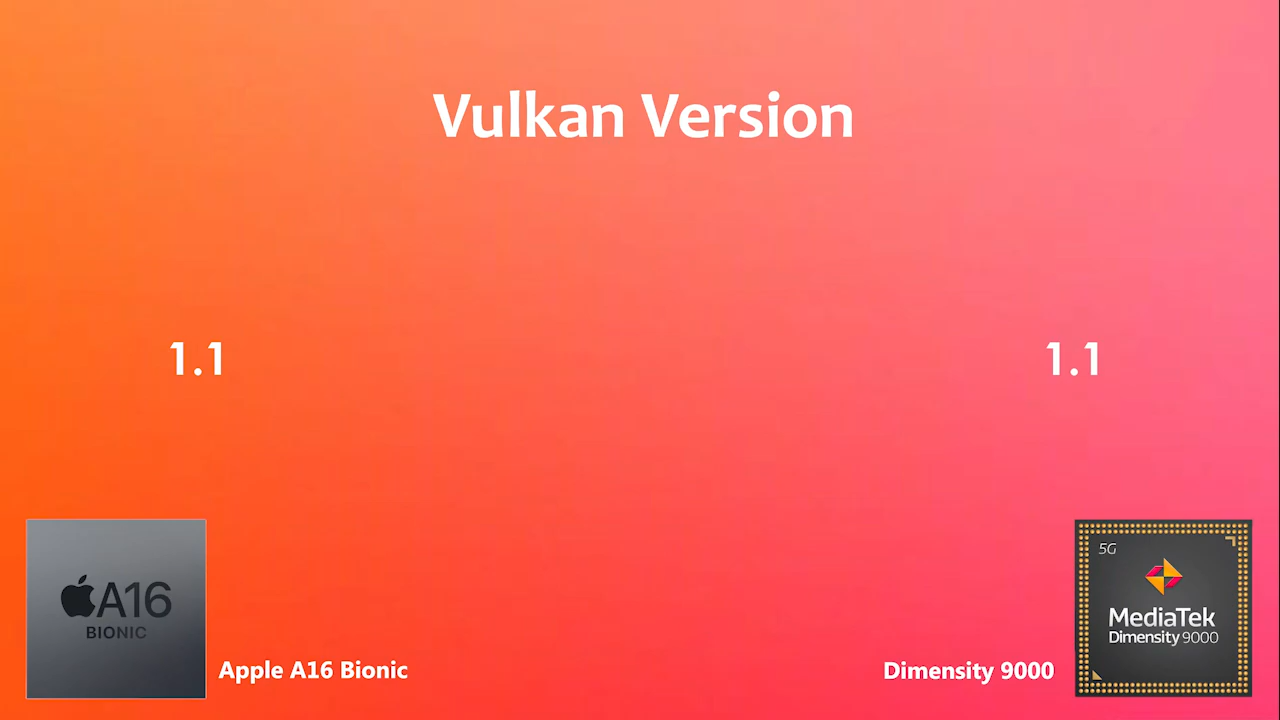 Vulkan Version
1.1
1.1
A16
BIONIC
Apple A16 Bionic
Dimensity 9000
5G
MediaTek
Dimensity 9000